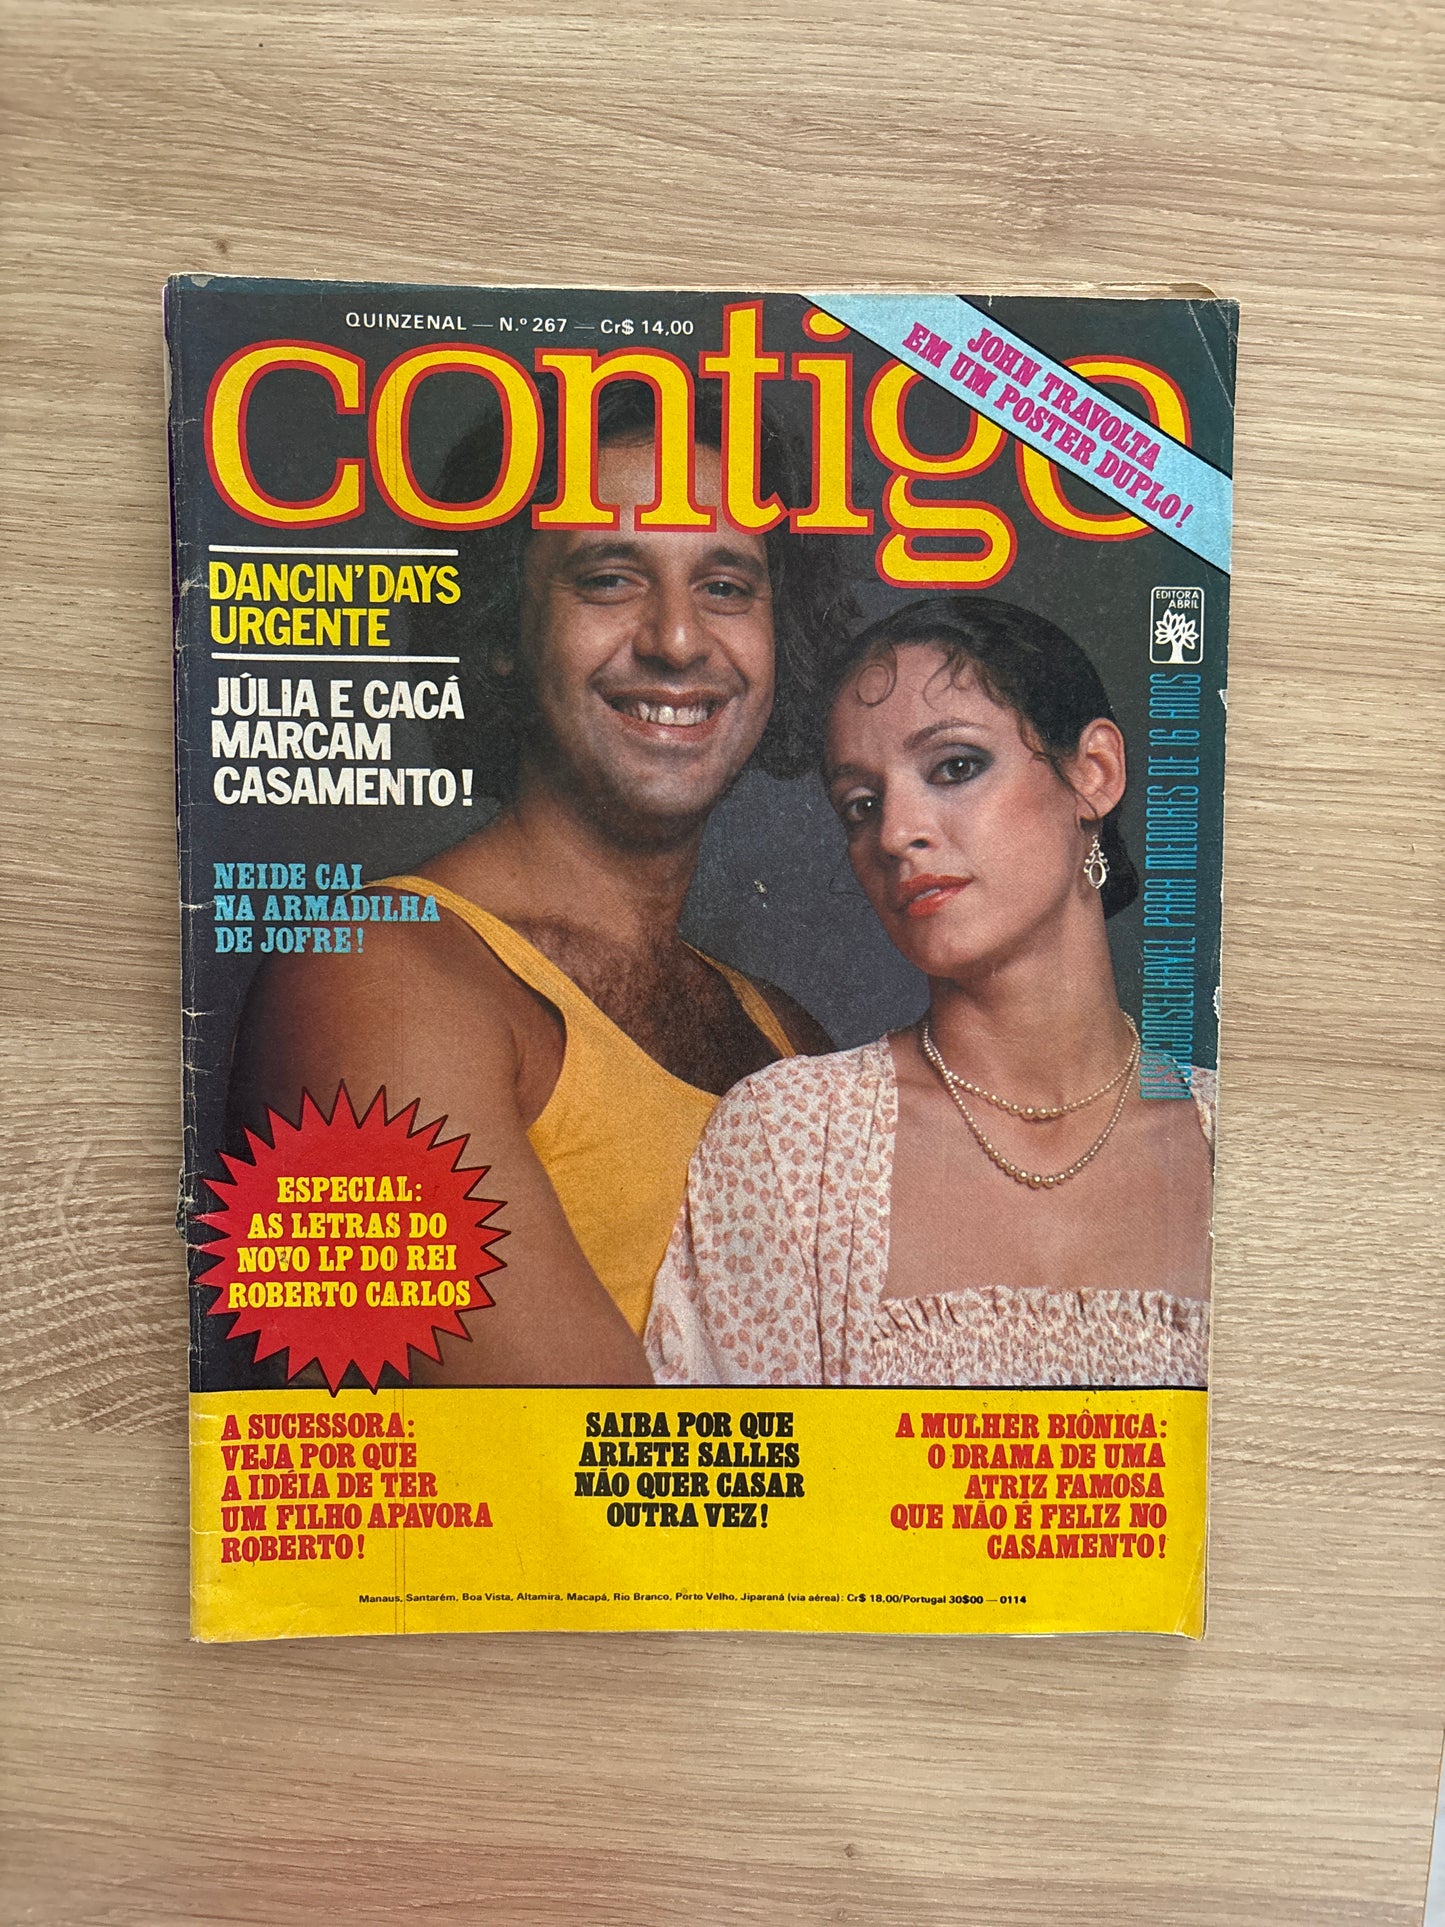 QUINZENAL — N.º 267 — Cr$ 14,00
contigo
JOHN TRAVOLTA
EM UM POSTER DUPLO!
EDITORA
ABRIL
DANCIN' DAYS
URGENTE
JÚLIA E CACÁ
MARCAM
CASAMENTO!
NEIDE CAI
NA ARMADILHA
DE JOFRE!
DESACONSELHÁVEL PARA MENORES DE 16 ANOS
ESPECIAL:
AS LETRAS DO
NOVO LP DO REI
ROBERTO CARLOS
A SUCESSORA:
VEJA POR QUE
A IDÉIA DE TER
UM FILHO APAVORA
ROBERTO!
SAIBA POR QUE
ARLETE SALLES
NÃO QUER CASAR
OUTRA VEZ!
A MULHER BIÔNICA:
O DRAMA DE UMA
ATRIZ FAMOSA
QUE NÃO É FELIZ NO
CASAMENTO!
Manaus, Santarém, Boa Vista, Altamira, Macapá, Rio Branco, Porto Velho, Jiparaná (via aérea): Cr$ 18,00/Portugal 30$00 — 0114